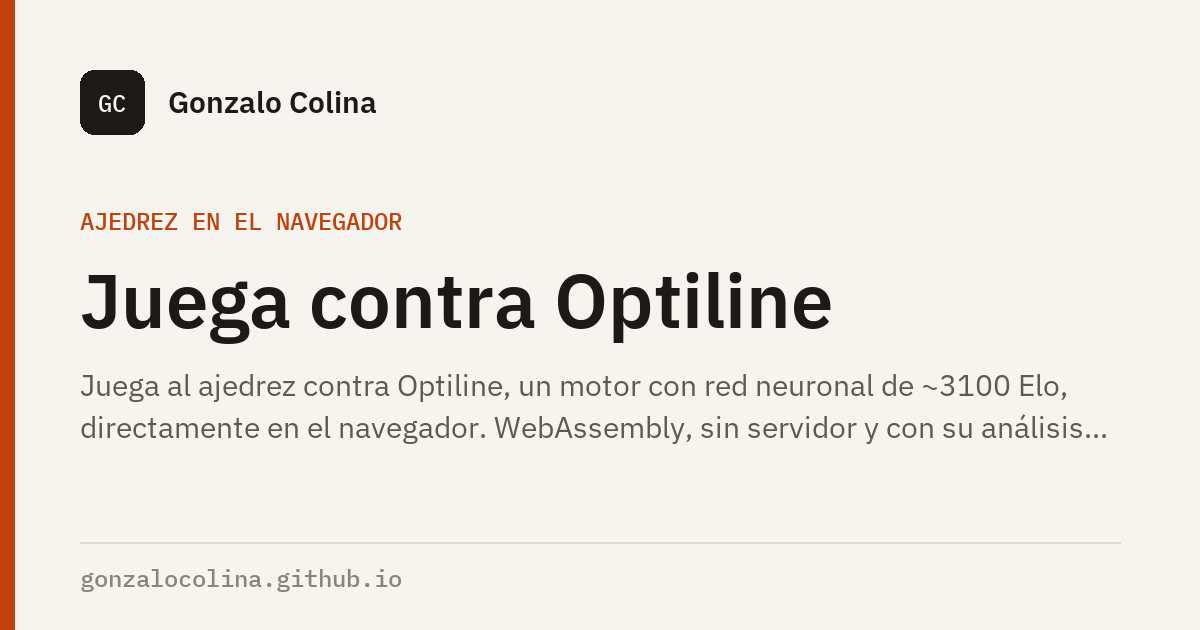 GC
Gonzalo Colina
AJEDREZ EN EL NAVEGADOR
Juega contra Optiline
Juega al ajedrez contra Optiline, un motor con red neuronal de ~3100 Elo,
directamente en el navegador. WebAssembly, sin servidor y con su análisis…
gonzalocolina.github.io